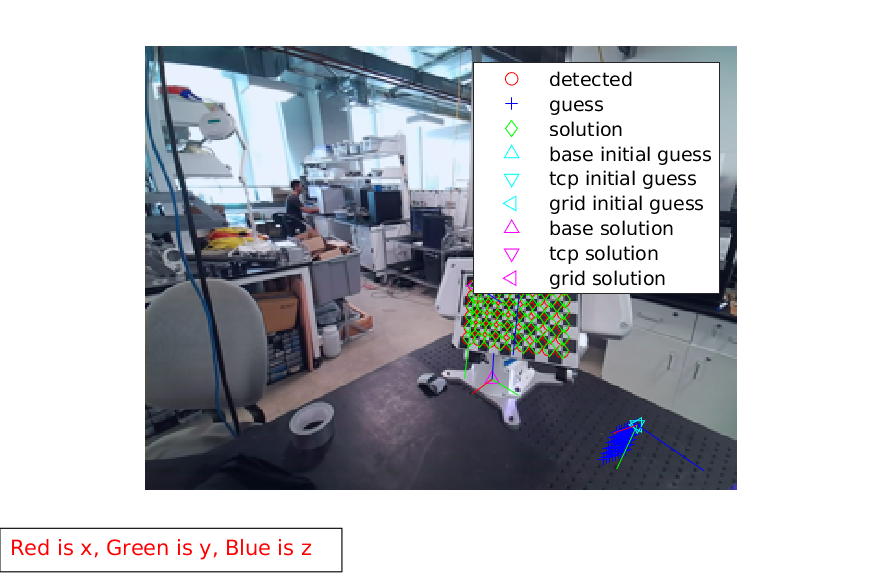 detected
guess
solution
base initial guess
tcp initial guess
grid initial guess
base solution
tcp solution
grid solution
Red is x, Green is y, Blue is z